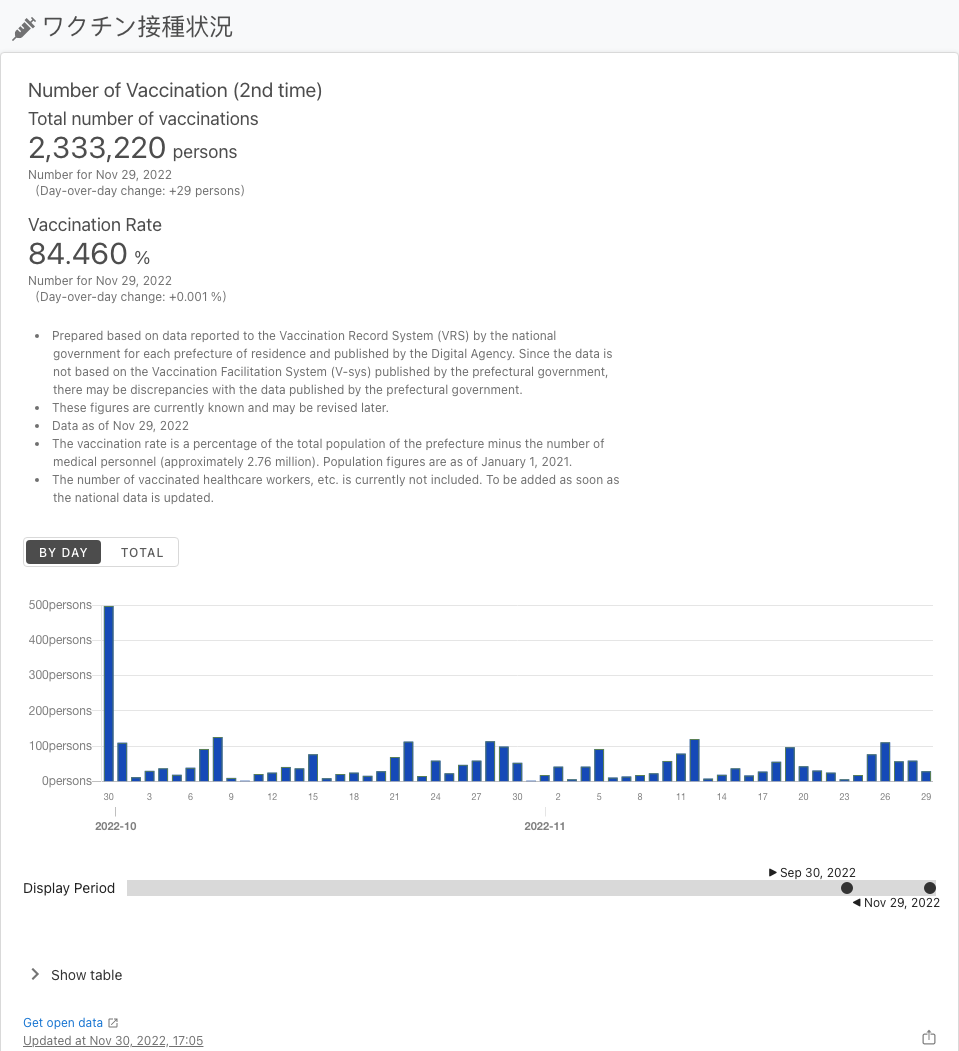 ワクチン接種状況
Number of Vaccination (2nd time)
Total number of vaccinations
2,333,220 persons
Number for Nov 29, 2022
(Day-over-day change: +29 persons)
Vaccination Rate
84.460 %
Number for Nov 29, 2022
(Day-over-day change: +0.001 %)
• Prepared based on data reported to the Vaccination Record System (VRS) by the national
government for each prefecture of residence and published by the Digital Agency. Since the data is
not based on the Vaccination Facilitation System (V-sys) published by the prefectural government,
there may be discrepancies with the data published by the prefectural government.
• These figures are currently known and may be revised later.
• Data as of Nov 29, 2022
• The vaccination rate is a percentage of the total population of the prefecture minus the number of
medical personnel (approximately 2.76 million). Population figures are as of January 1, 2021.
• The number of vaccinated healthcare workers, etc. is currently not included. To be added as soon as
the national data is updated.
BY DAY TOTAL
500persons
400persons
300persons
200persons
100persons
0persons
30 3 6 9 12 15 18 21 24 27 30 2 5 8 11 14 17 20 23 26 29
2022-10 2022-11
Sep 30, 2022
Display Period
Nov 29, 2022
Show table
Get open data
Updated at Nov 30, 2022, 17:05